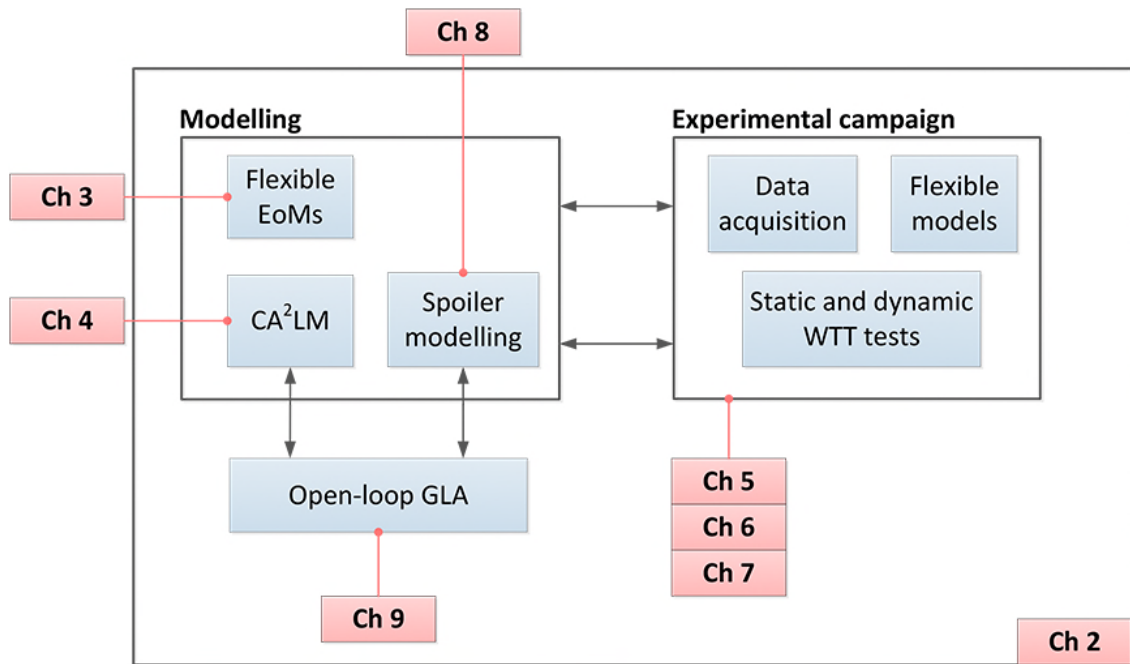 Ch 8
Modelling
Experimental campaign
Ch 3
Flexible
EoMs
Data
acquisition
Flexible
models
Ch 4
CA²LM
Spoiler
modelling
Static and dynamic
WTT tests
Open-loop GLA
Ch 5
Ch 6
Ch 7
Ch 9
Ch 2